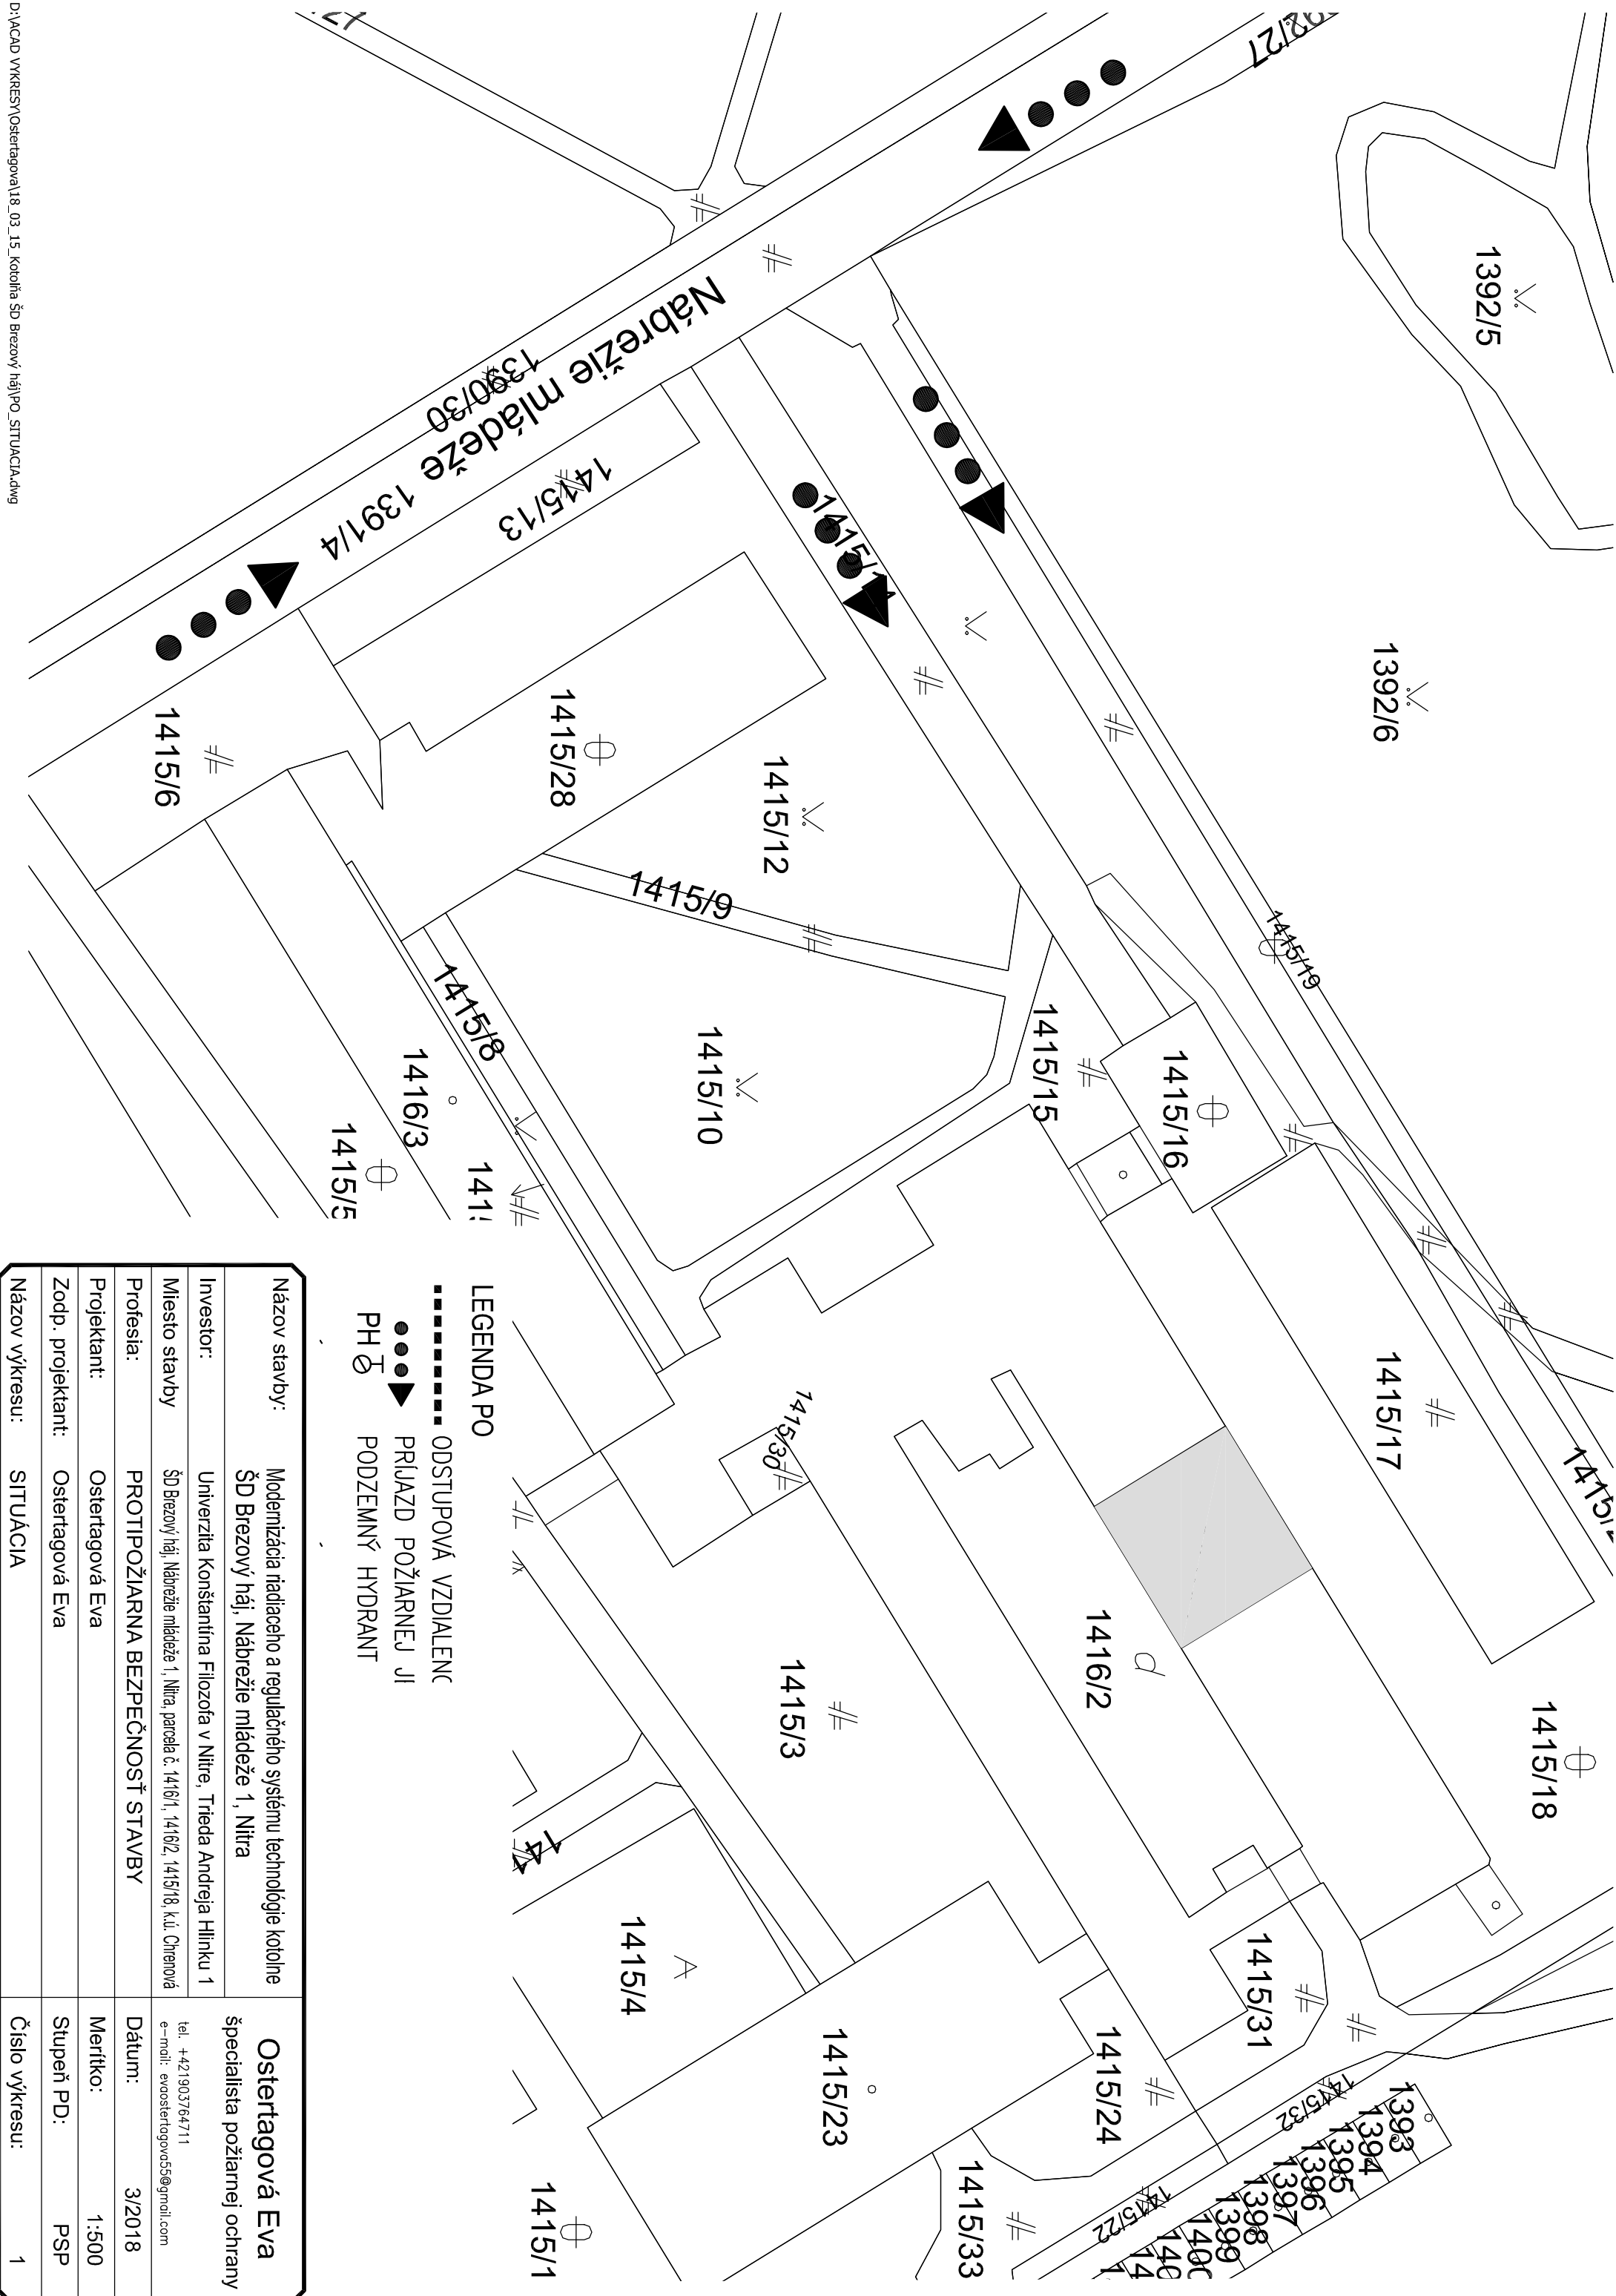 D:\ACAD VYKRESY\Ostertagova\18_03_15_Kotolňa ŠD Brezový háj\PO_SITUACIA.dwg
1392/5
1392/6
Nábrežie mládeže
1390/30
1391/4
1415/13
1415/6
1415/28
1415/12
1415/9
1415/8
1415/10
1416/3
1415/5
1415/15
1415/16
1415/19
1415/17
1415/18
1415/30
1416/2
1415/3
1415/4
1415/31
1415/24
1415/23
1415/33
1415/1
1415/32
1415/22
1393
1394
1395
1396
1397
1398
1399
LEGENDA PO
ODSTUPOVÁ VZDIALENO
PRÍJAZD POŽIARNEJ
PH PODZEMNÝ HYDRANT
Názov stavby: Modernizácia riadiaceho a regulačného systému technológie kotolne
ŠD Brezový háj, Nábrežie mládeže 1, Nitra
Investor: Univerzita Konštantína Filozofa v Nitre, Trieda Andreja Hlinku 1
Miesto stavby ŠD Brezový háj, Nábrežie mládeže 1, Nitra, parcela č. 1416/1, 1416/2, 1415/18, k.ú. Chrenová
Profesia: PROTIPOŽIARNA BEZPEČNOSŤ STAVBY
Projektant: Ostertagová Eva
Zodp. projektant: Ostertagová Eva
Názov výkresu: SITUÁCIA
Ostertagová Eva
špecialista požiarnej ochrany
tel. +421903764711
e-mail: evaostertagova55@gmail.com
Dátum: 3/2018
Merítko: 1:500
Stupeň PD: PSP
Číslo výkresu: 1